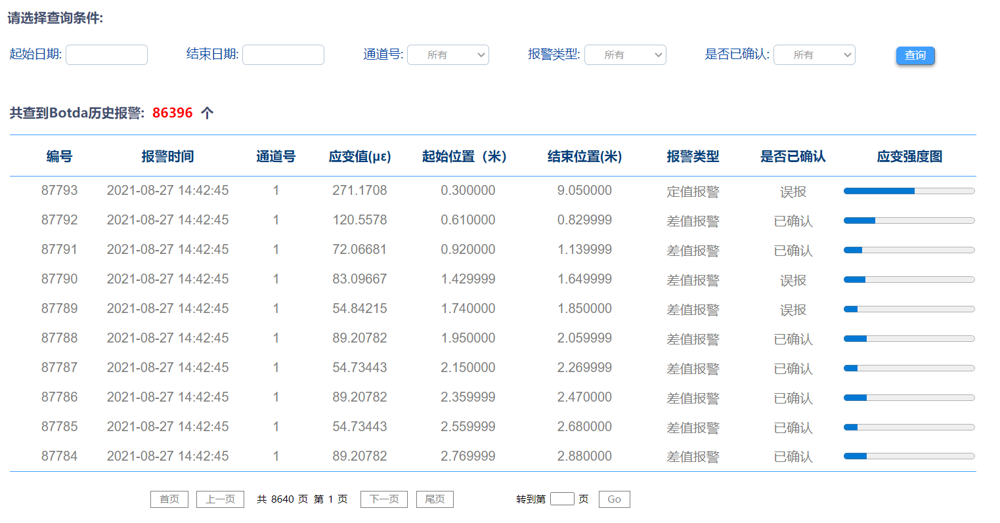 请选择查询条件:
起始日期: 结束日期: 通道号: 所有 报警类型: 所有 是否已确认: 所有 查询
共查到Botda历史报警: 86396 个
编号 报警时间 通道号 应变值(με) 起始位置（米） 结束位置(米) 报警类型 是否已确认 应变强度图
87793 2021-08-27 14:42:45 1 271.1708 0.300000 9.050000 定值报警 误报
87792 2021-08-27 14:42:45 1 120.5578 0.610000 0.829999 差值报警 已确认
87791 2021-08-27 14:42:45 1 72.06681 0.920000 1.139999 差值报警 已确认
87790 2021-08-27 14:42:45 1 83.09667 1.429999 1.649999 差值报警 误报
87789 2021-08-27 14:42:45 1 54.84215 1.740000 1.850000 差值报警 误报
87788 2021-08-27 14:42:45 1 89.20782 1.950000 2.059999 差值报警 已确认
87787 2021-08-27 14:42:45 1 54.73443 2.150000 2.269999 差值报警 已确认
87786 2021-08-27 14:42:45 1 89.20782 2.359999 2.470000 差值报警 已确认
87785 2021-08-27 14:42:45 1 54.73443 2.559999 2.680000 差值报警 已确认
87784 2021-08-27 14:42:45 1 89.20782 2.769999 2.880000 差值报警 已确认
首页 上一页 共 8640 页 第 1 页 下一页 尾页 转到第 页 Go